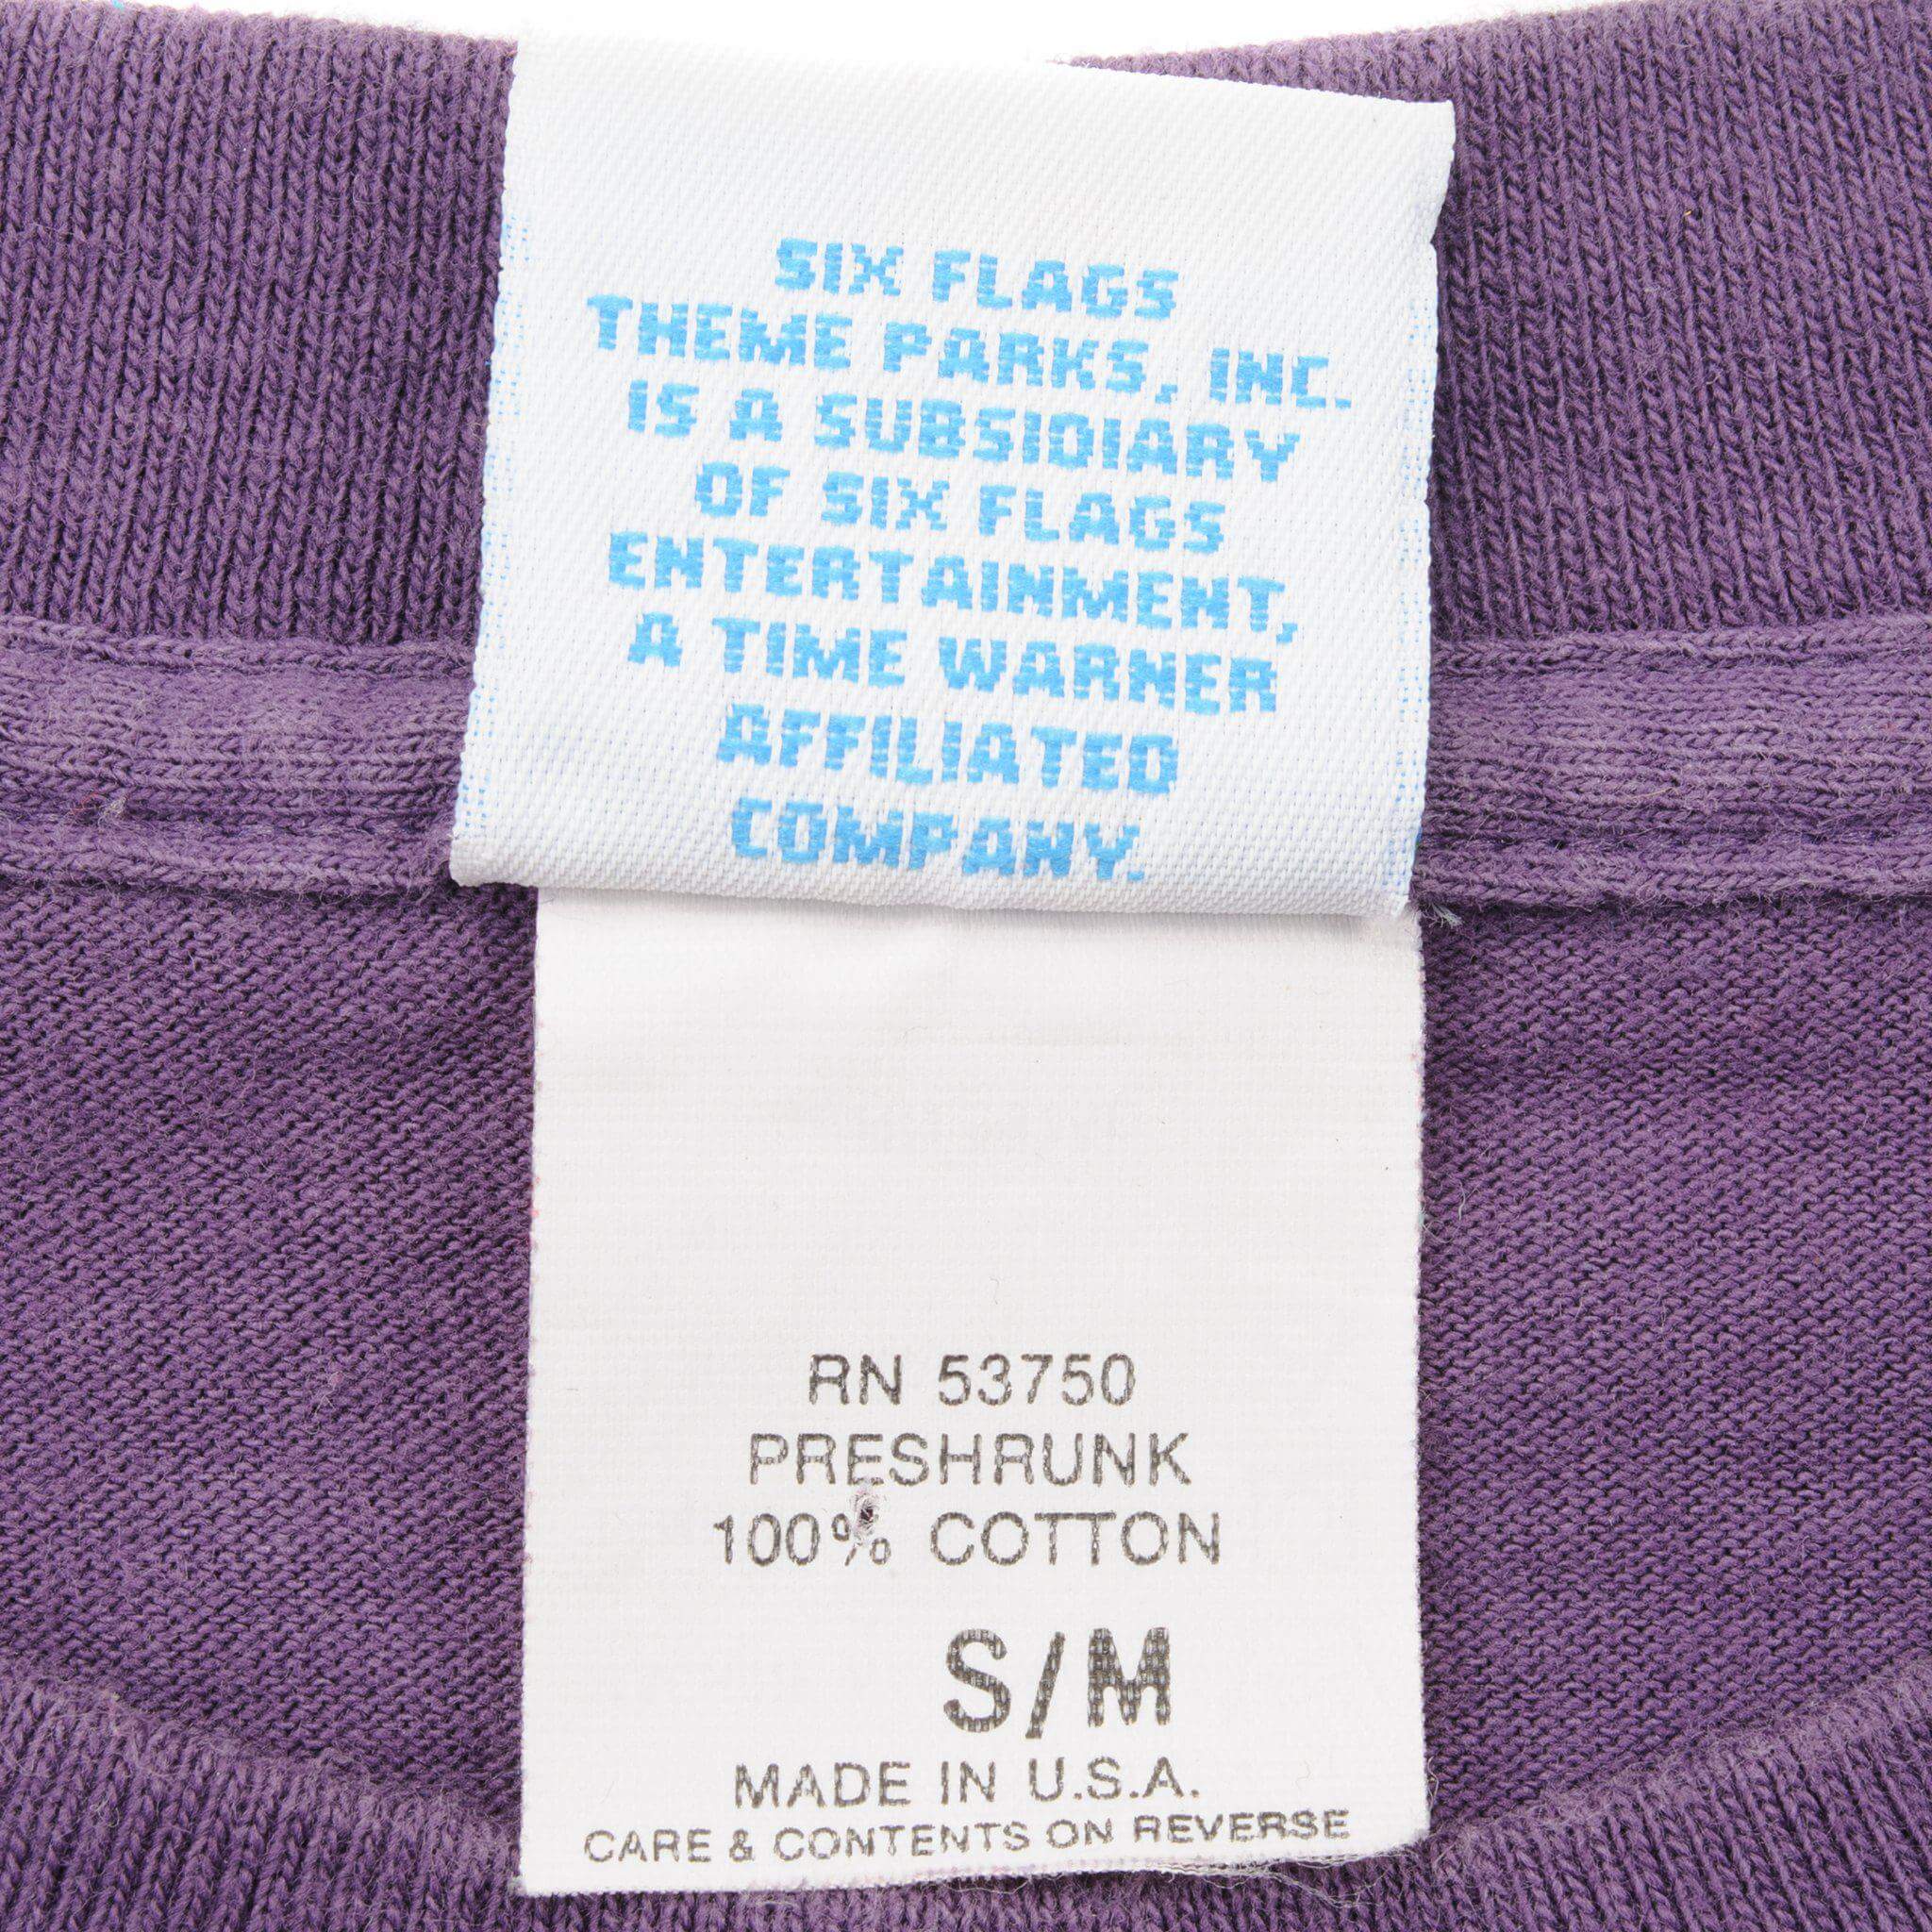 SIX FLAGS
THEME PARKS, INC.
IS A SUBSIDIARY
OF SIX FLAGS
ENTERTAINMENT,
A TIME WARNER
AFFILIATED
COMPANY.
RN 53750
PRESHRUNK
100% COTTON
S/M
MADE IN U.S.A.
CARE & CONTENTS ON REVERSE